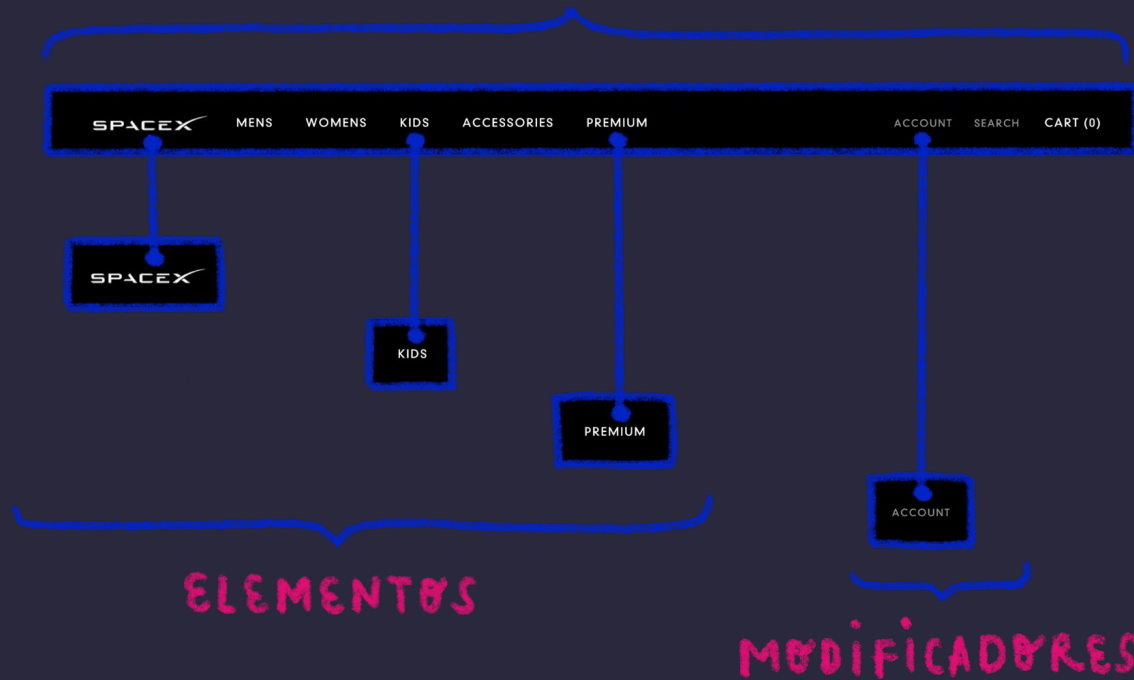 SPACEX MENS WOMENS KIDS ACCESSORIES PREMIUM ACCOUNT SEARCH CART (0)
SPACEX
KIDS
PREMIUM
ACCOUNT
ELEMENTOS
MODiFiCADORES